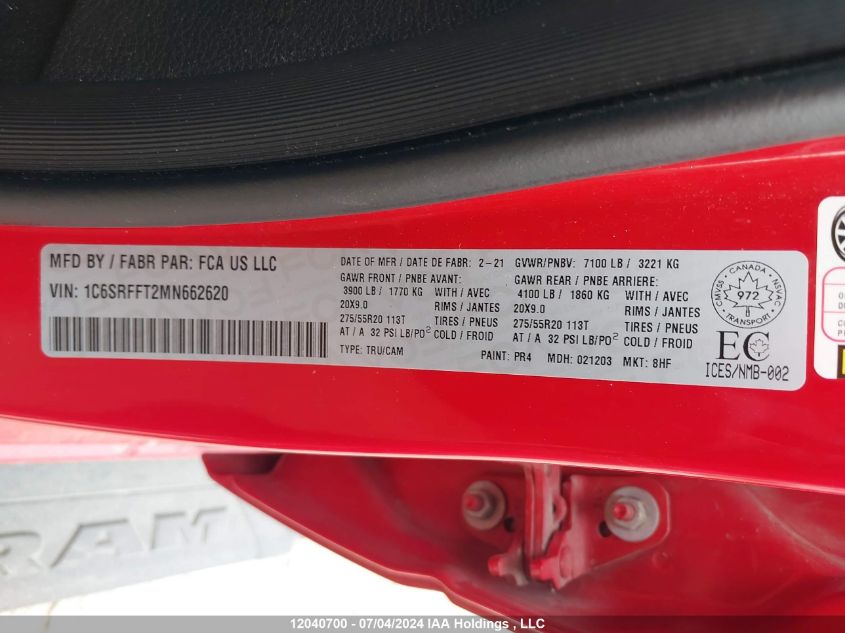 MFD BY / FABR PAR: FCA US LLC
VIN: 1C6SRFFT2MN662620
DATE OF MFR / DATE DE FABR: 2-21
GVWR/PNBV: 7100 LB / 3221 KG
GAWR FRONT / PNBE AVANT:
3900 LB / 1770 KG WITH / AVEC
20X9.0 RIMS / JANTES
275/55R20 113T TIRES / PNEUS
AT / A 32 PSI LB/PO² COLD / FROID
GAWR REAR / PNBE ARRIERE:
4100 LB / 1860 KG WITH / AVEC
20X9.0 RIMS / JANTES
275/55R20 113T TIRES / PNEUS
AT / A 32 PSI LB/PO² COLD / FROID
TYPE: TRU/CAM PAINT: PR4 MDH: 021203 MKT: 8HF
CANADA
CMVSS NSVAC
972
TRANSPORT
EC
ICES/NMB-002
RAM
12040700 - 07/04/2024 IAA Holdings , LLC